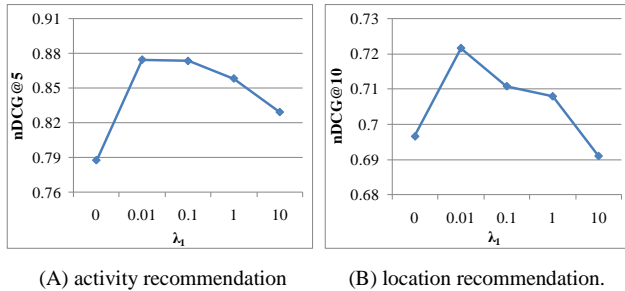 0.91
0.88
0.85
0.82
0.79
0.76
nDCG@5
0 0.01 0.1 1 10
λ₁
(A) activity recommendation
0.73
0.72
0.71
0.7
0.69
0.68
nDCG@10
0 0.01 0.1 1 10
λ₁
(B) location recommendation.